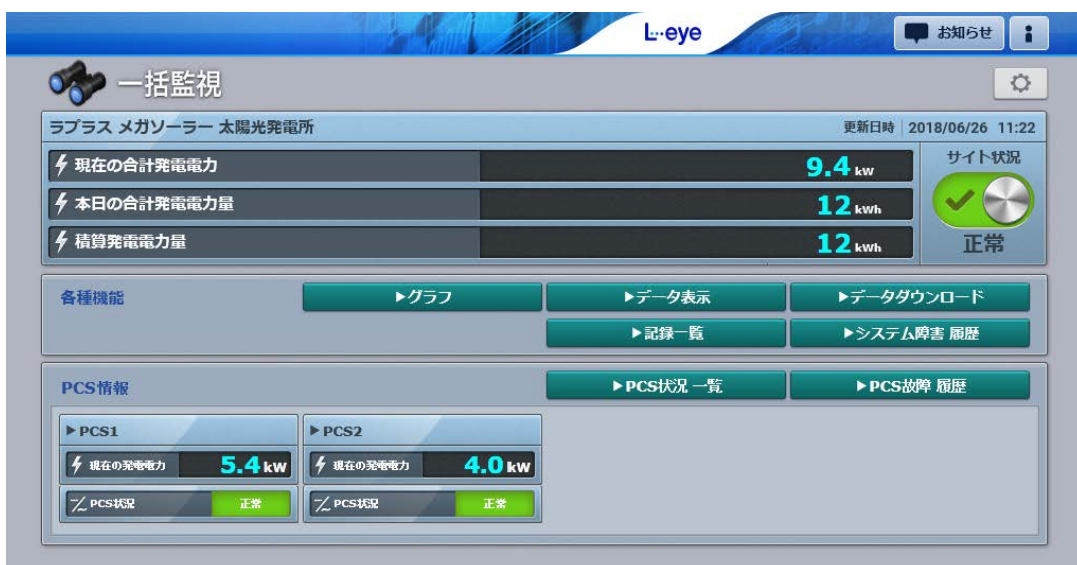 L·eye
お知らせ
一括監視
ラプラス メガソーラー 太陽光発電所 更新日時 2018/06/26 11:22
現在の合計発電電力 9.4 kw サイト状況
本日の合計発電電力量 12 kwh
積算発電電力量 12 kwh 正常
各種機能 ▶グラフ ▶データ表示 ▶データダウンロード
▶記録一覧 ▶システム障害 履歴
PCS情報 ▶PCS状況 一覧 ▶PCS故障 履歴
▶PCS1 ▶PCS2
現在の発電電力 5.4 kw 現在の発電電力 4.0 kw
PCS状況 正常 PCS状況 正常